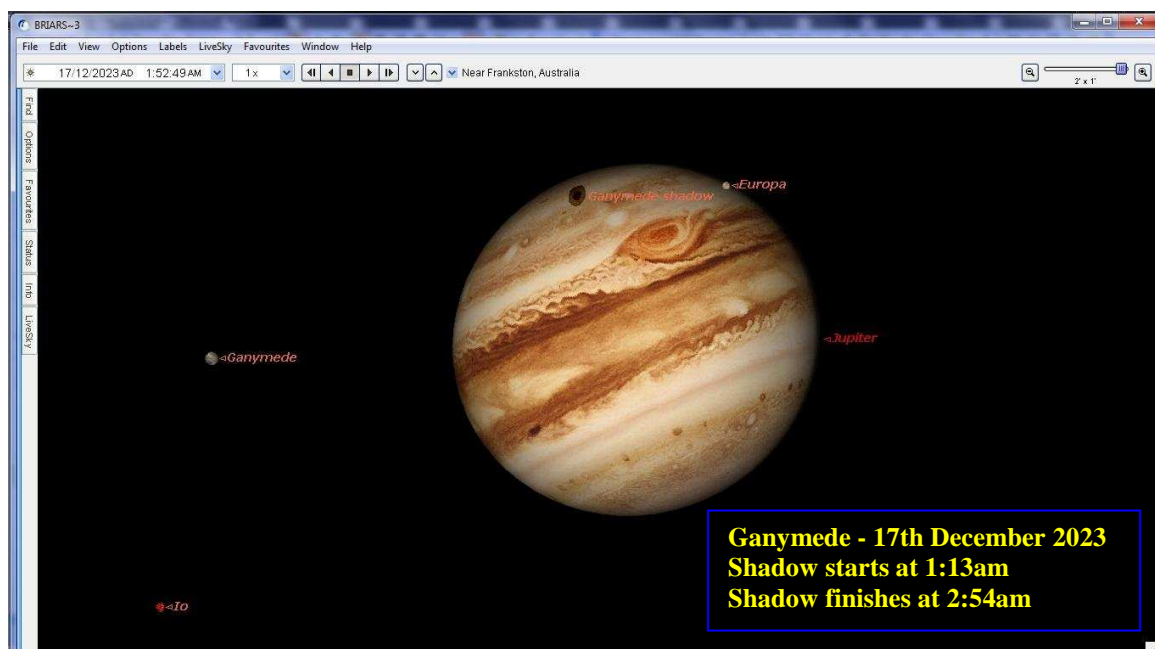 BRIARS~3
File Edit View Options Labels LiveSky Favourites Window Help
17/12/2023 AD 1:52:49 AM 1 x Near Frankston, Australia
2' x 1'
Find
Options
Favourites
Status
Info
LiveSky
Ganymede shadow
Europa
Jupiter
Ganymede
Io
Ganymede - 17th December 2023
Shadow starts at 1:13am
Shadow finishes at 2:54am